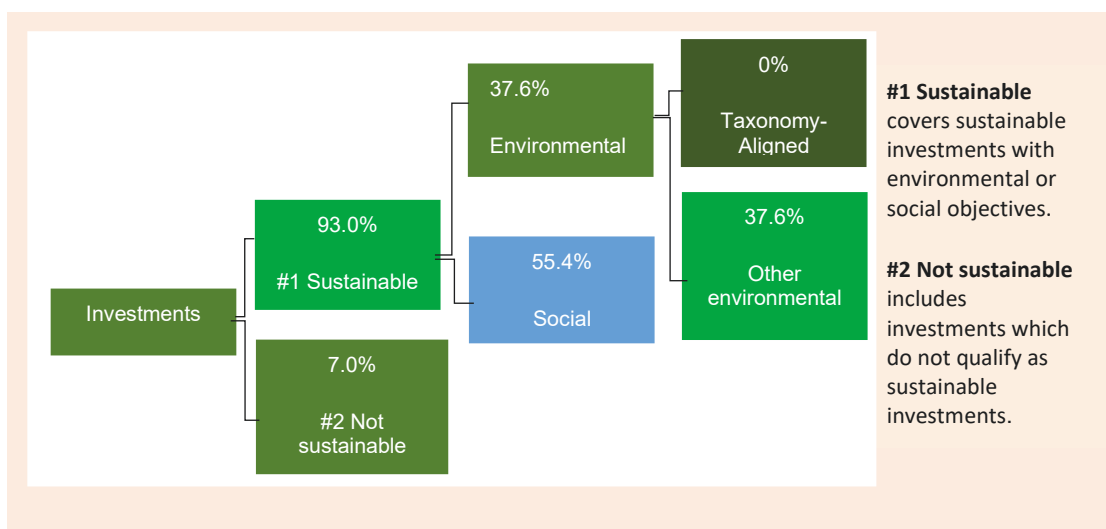 Investments
93.0%
#1 Sustainable
7.0%
#2 Not
sustainable
37.6%
Environmental
55.4%
Social
0%
Taxonomy-
Aligned
37.6%
Other
environmental
#1 Sustainable
covers sustainable
investments with
environmental or
social objectives.
#2 Not sustainable
includes
investments which
do not qualify as
sustainable
investments.